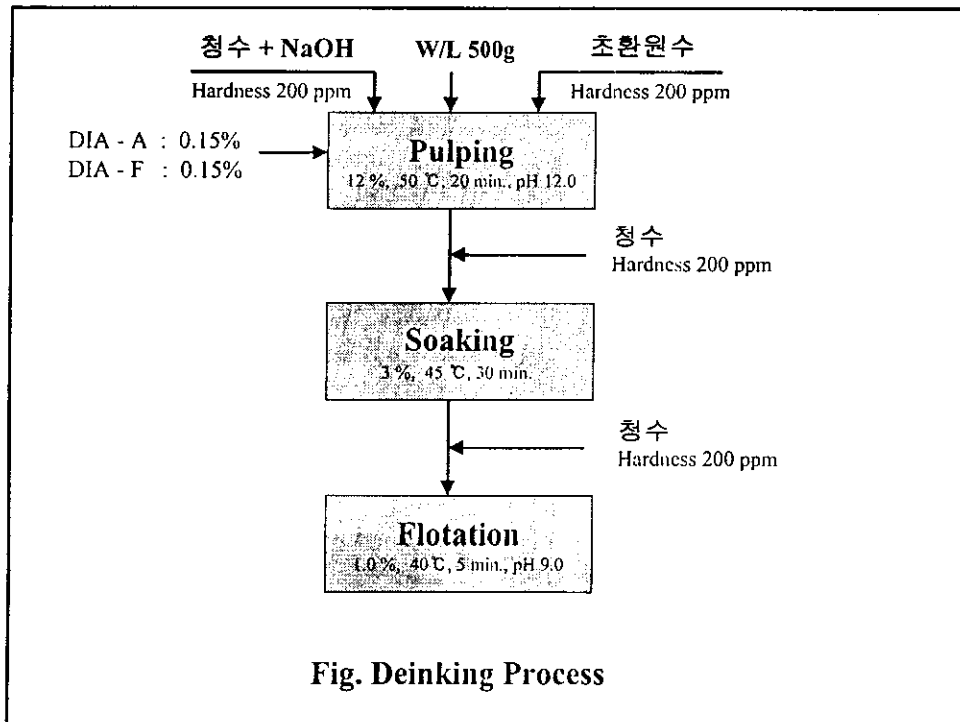 청수 + NaOH
W/L 500g
초환원수
Hardness 200 ppm
Hardness 200 ppm
DIA - A : 0.15%
DIA - F : 0.15%
Pulping
12 %, 50 ℃, 20 min., pH 12.0
청수
Hardness 200 ppm
Soaking
3 %, 45 ℃, 30 min.
청수
Hardness 200 ppm
Flotation
1.0 %, 40℃, 5 min., pH 9.0
Fig. Deinking Process